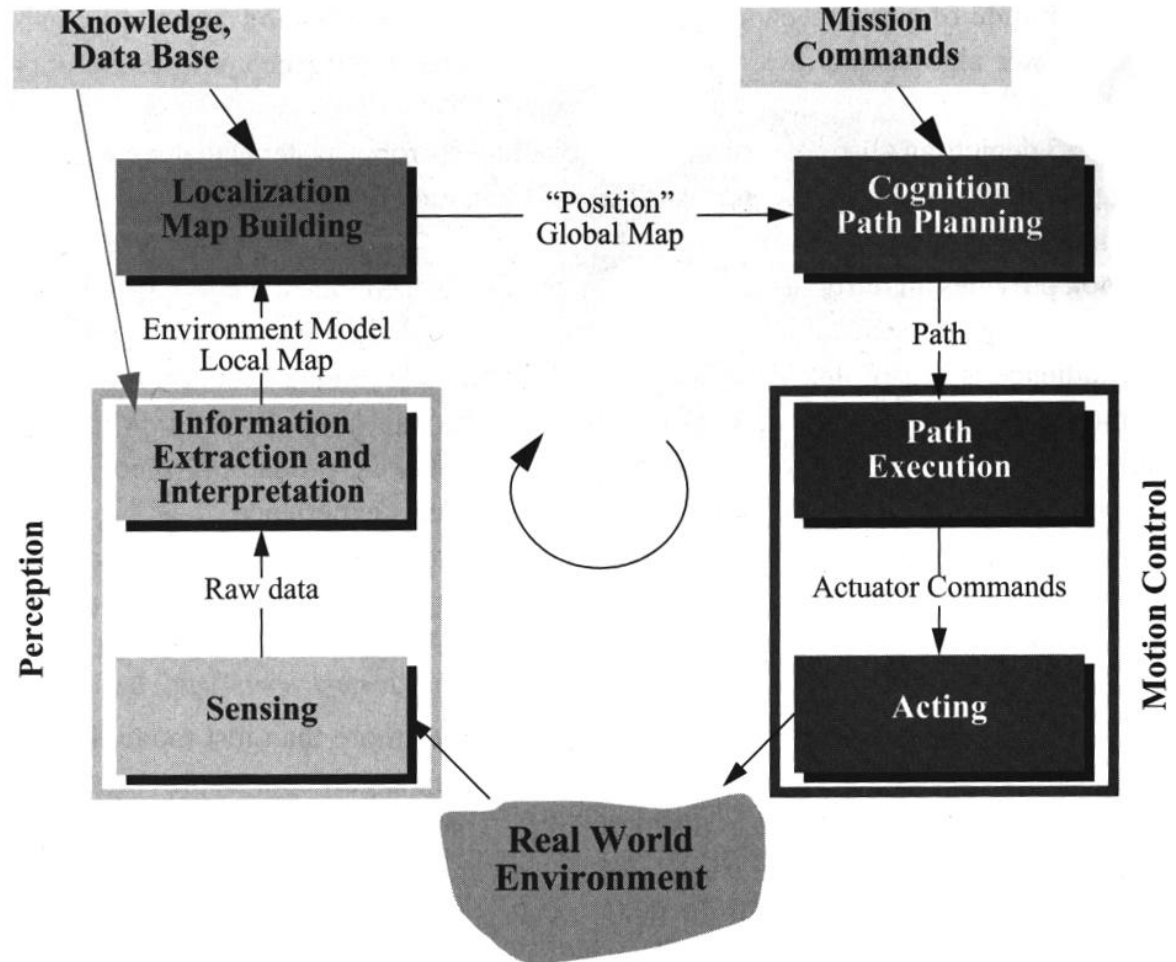 Knowledge,
Data Base
Mission
Commands
Localization
Map Building
“Position”
Global Map
Cognition
Path Planning
Environment Model
Local Map
Path
Information
Extraction and
Interpretation
Path
Execution
Perception
Motion Control
Raw data
Actuator Commands
Sensing
Acting
Real World
Environment